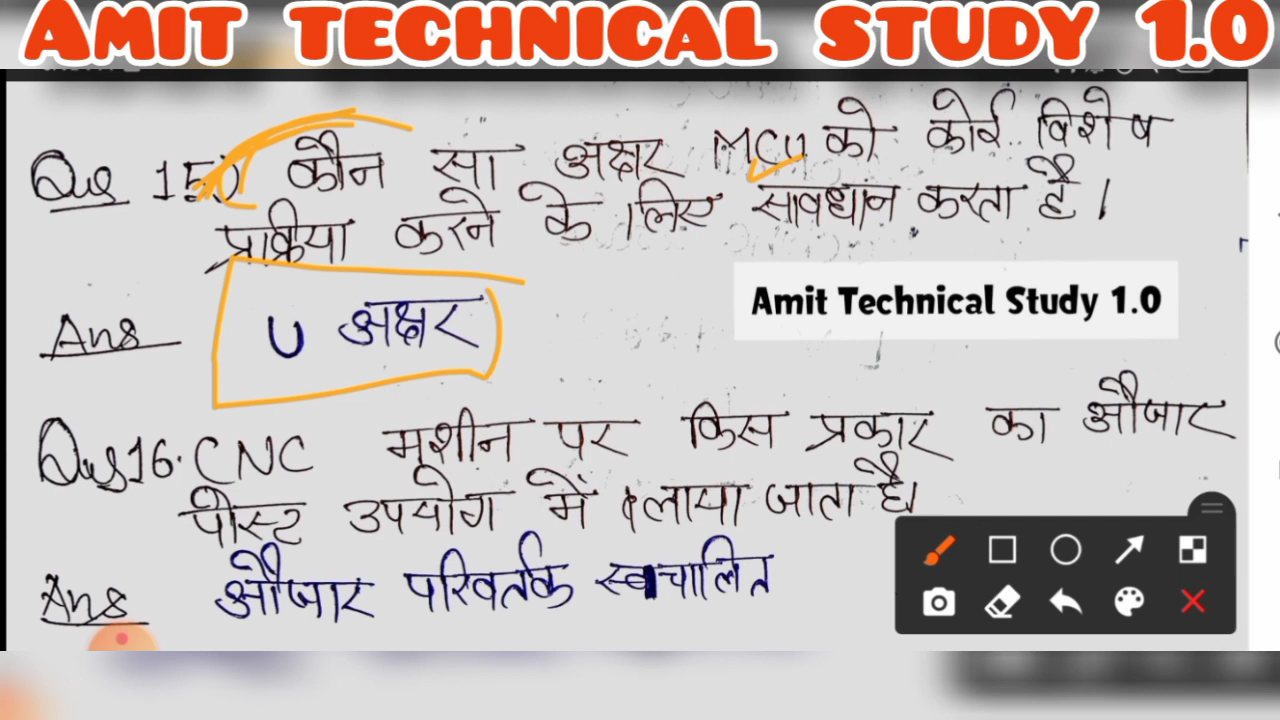 AMIT TECHNICAL STUDY 1.0
Que 15) कौन सा अक्षर MCU को कोई विशेष
प्रक्रिया करने के लिए सावधान करता है।
Ans U अक्षर
Amit Technical Study 1.0
Que 16. CNC मशीन पर किस प्रकार का औजार
पोस्ट उपयोग में लाया जाता है।
Ans औजार परिवर्तक स्वचालित